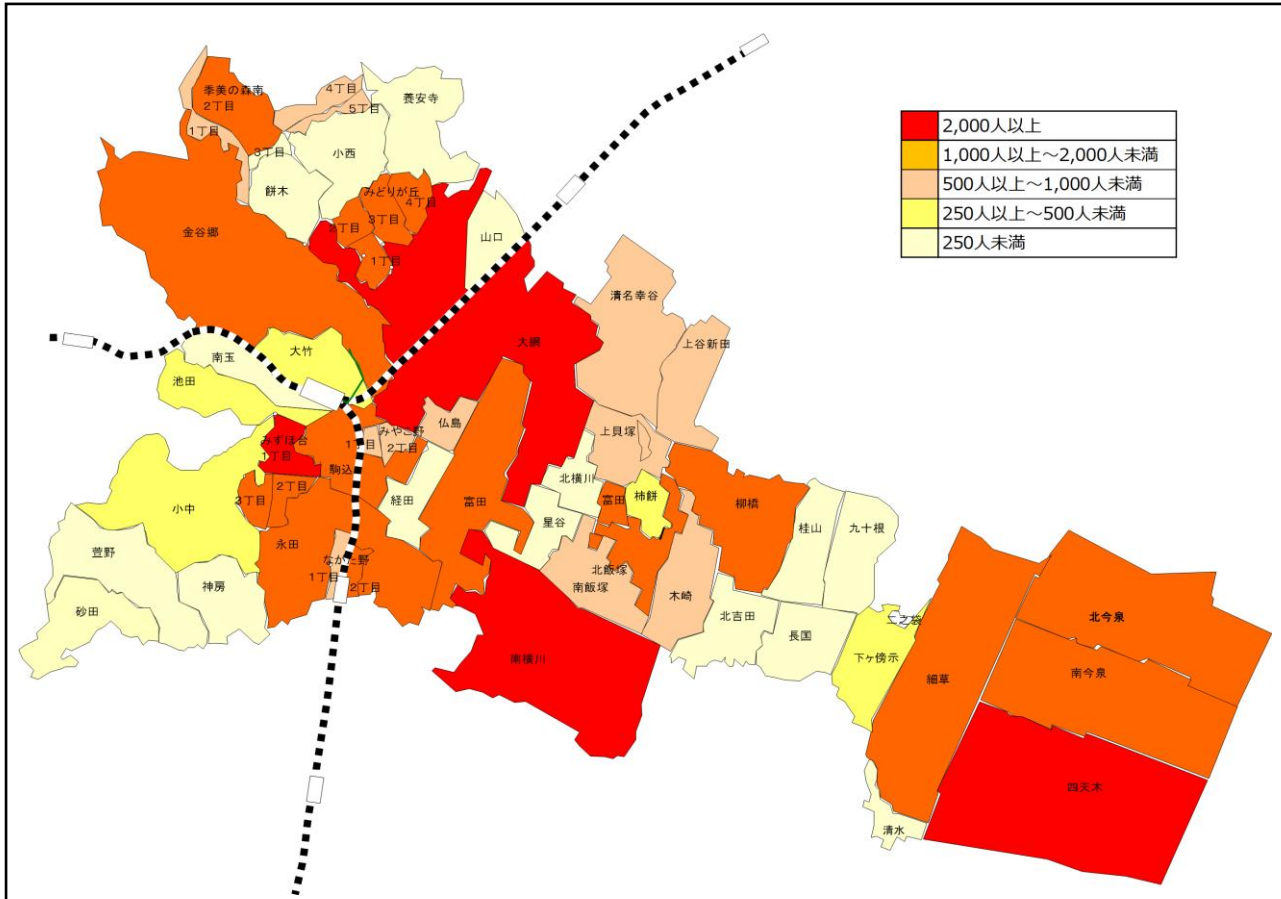 季美の森南
2丁目
1丁目
4丁目
5丁目
3丁目
養安寺
小西
餅木
みどりが丘
4丁目
3丁目
2丁目
1丁目
金谷郷
山口
2,000人以上
1,000人以上～2,000人未満
500人以上～1,000人未満
250人以上～500人未満
250人未満
清名幸谷
上谷新田
大網
大竹
南玉
池田
みずほ台
1丁目
2丁目
3丁目
駒込
みやこ野
1丁目
2丁目
仏島
上貝塚
北横川
柿餅
富田
富田
経田
星谷
柳橋
桂山
九十根
小中
永田
ながた野
1丁目
2丁目
北飯塚
南飯塚
木崎
萱野
神房
砂田
北吉田
長国
二之袋
下ヶ傍示
南横川
細草
北今泉
南今泉
四天木
清水